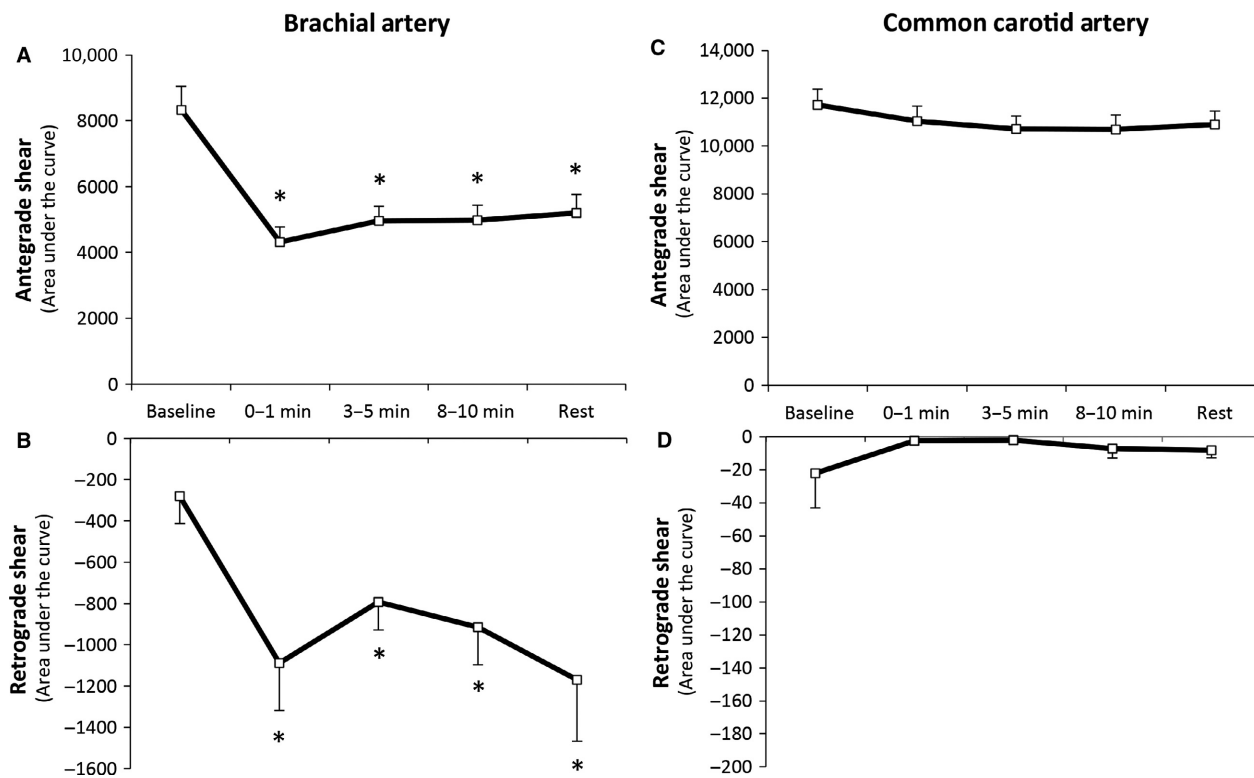 Brachial artery
A
Antegrade shear
(Area under the curve)
10,000
8000
6000
4000
2000
0
*
*
*
*
Baseline
0–1 min
3–5 min
8–10 min
Rest
B
Retrograde shear
(Area under the curve)
0
–200
–400
–600
–800
–1000
–1200
–1400
–1600
*
*
*
*
Common carotid artery
C
Antegrade shear
(Area under the curve)
14,000
12,000
10,000
8000
6000
4000
2000
0
Baseline
0–1 min
3–5 min
8–10 min
Rest
D
Retrograde shear
(Area under the curve)
0
–20
–40
–60
–80
–100
–120
–140
–160
–180
–200